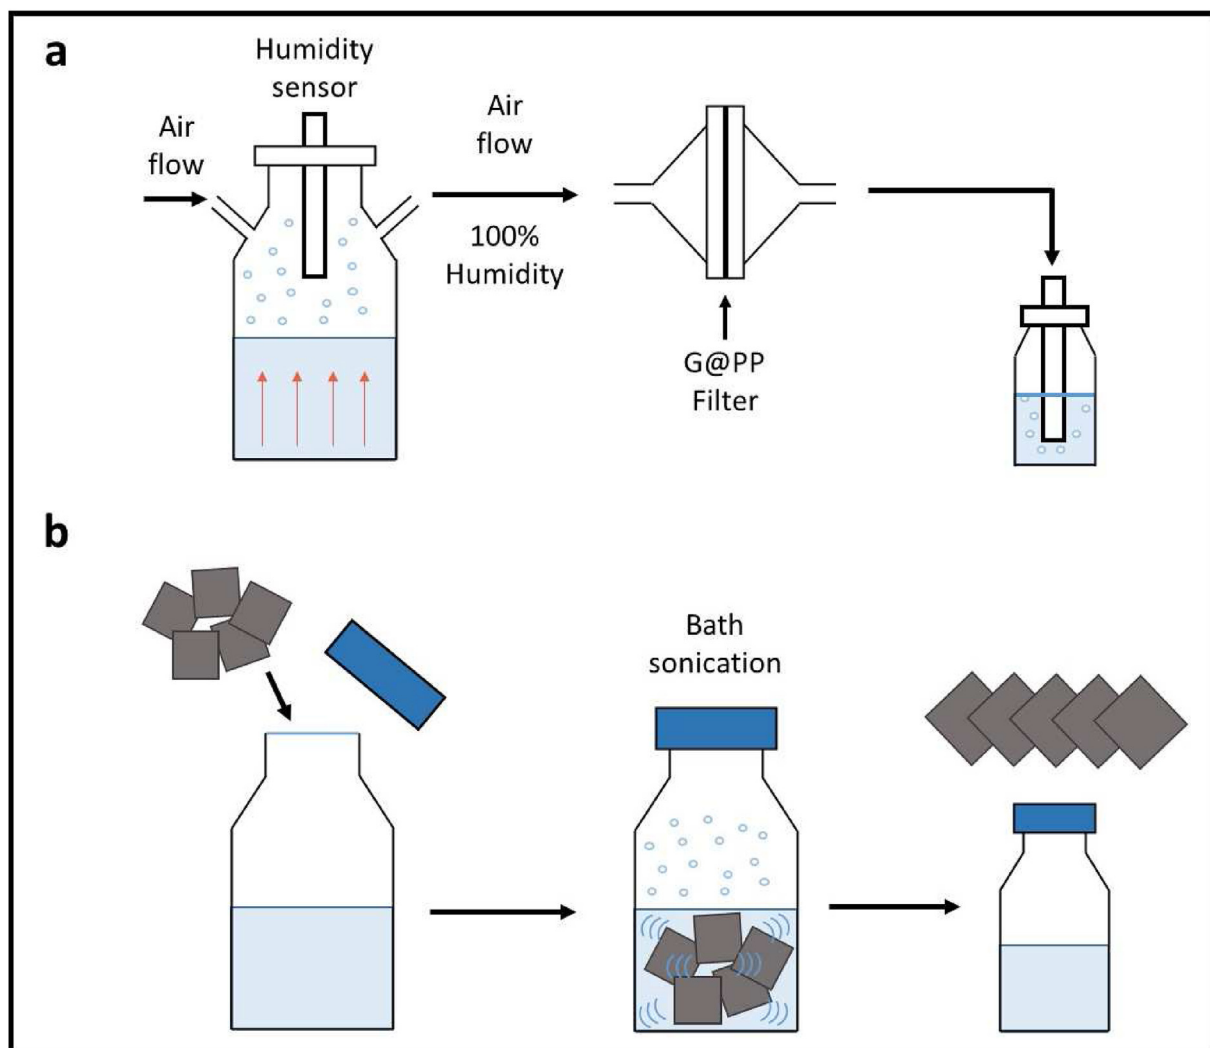 a
Humidity
sensor
Air
flow
Air
flow
100%
Humidity
G@PP
Filter
b
Bath
sonication